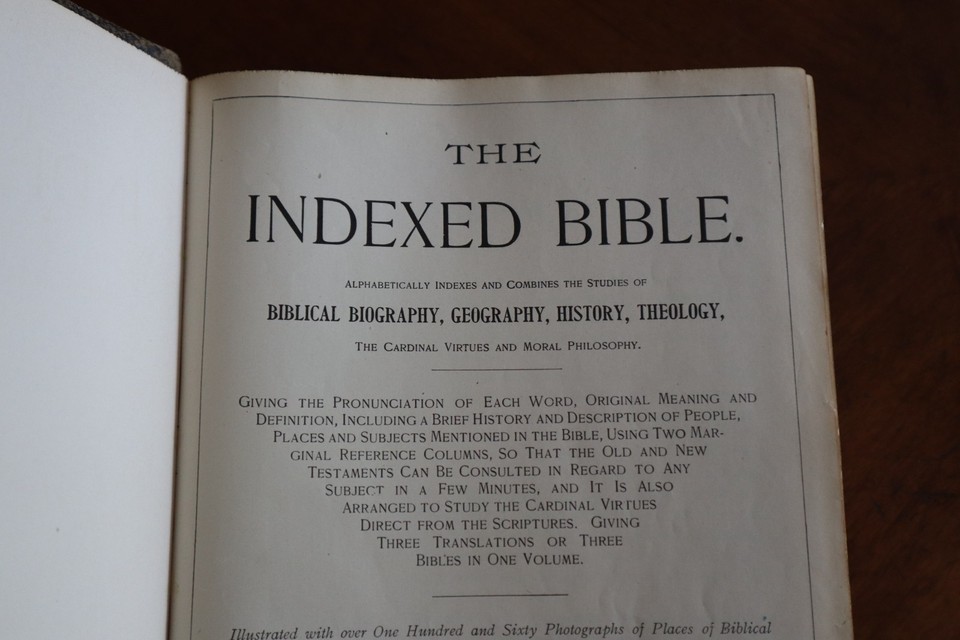 THE
INDEXED BIBLE.
ALPHABETICALLY INDEXES AND COMBINES THE STUDIES OF
BIBLICAL BIOGRAPHY, GEOGRAPHY, HISTORY, THEOLOGY,
THE CARDINAL VIRTUES AND MORAL PHILOSOPHY.
GIVING THE PRONUNCIATION OF EACH WORD, ORIGINAL MEANING AND
DEFINITION, INCLUDING A BRIEF HISTORY AND DESCRIPTION OF PEOPLE,
PLACES AND SUBJECTS MENTIONED IN THE BIBLE, USING TWO MAR-
GINAL REFERENCE COLUMNS, SO THAT THE OLD AND NEW
TESTAMENTS CAN BE CONSULTED IN REGARD TO ANY
SUBJECT IN A FEW MINUTES, AND IT IS ALSO
ARRANGED TO STUDY THE CARDINAL VIRTUES
DIRECT FROM THE SCRIPTURES. GIVING
THREE TRANSLATIONS OR THREE
BIBLES IN ONE VOLUME.
Illustrated with over One Hundred and Sixty Photographs of Places of Biblical